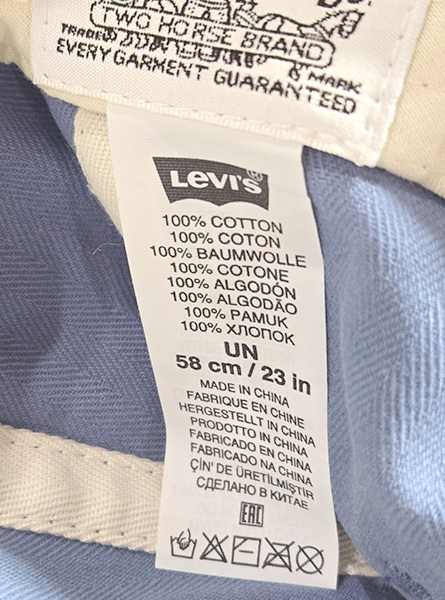 TWO HORSE BRAND
TRADE MARK
EVERY GARMENT GUARANTEED
Levi's®
100% COTTON
100% COTON
100% BAUMWOLLE
100% COTONE
100% ALGODÓN
100% ALGODÃO
100% PAMUK
100% ХЛОПОК
UN
58 cm / 23 in
MADE IN CHINA
FABRIQUE EN CHINE
HERGESTELLT IN CHINA
PRODOTTO IN CHINA
FABRICADO EN CHINA
FABRICADO NA CHINA
ÇİN' DE ÜRETİLMİŞTİR
СДЕЛАНО В КИТАЕ
EAC